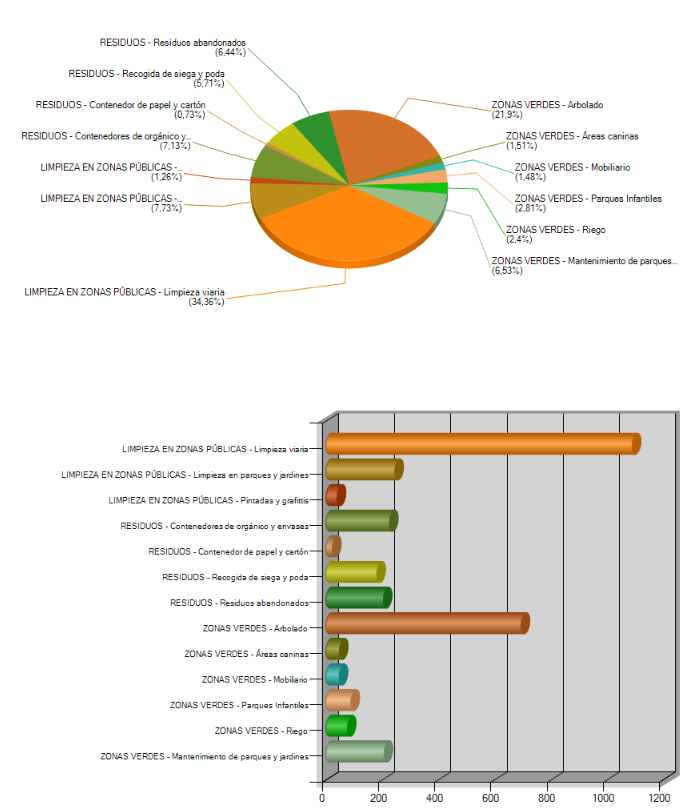 RESIDUOS - Residuos abandonados
(6,44%)
RESIDUOS - Recogida de siega y poda
(5,71%)
RESIDUOS - Contenedor de papel y cartón
(0,73%)
RESIDUOS - Contenedores de orgánico y...
(7,13%)
LIMPIEZA EN ZONAS PÚBLICAS -...
(1,26%)
LIMPIEZA EN ZONAS PÚBLICAS -...
(7,73%)
LIMPIEZA EN ZONAS PÚBLICAS - Limpieza viaria
(34,36%)
ZONAS VERDES - Arbolado
(21,9%)
ZONAS VERDES - Áreas caninas
(1,51%)
ZONAS VERDES - Mobiliario
(1,48%)
ZONAS VERDES - Parques Infantiles
(2,81%)
ZONAS VERDES - Riego
(2,4%)
ZONAS VERDES - Mantenimiento de parques...
(6,53%)
LIMPIEZA EN ZONAS PÚBLICAS - Limpieza viaria
LIMPIEZA EN ZONAS PÚBLICAS - Limpieza en parques y jardines
LIMPIEZA EN ZONAS PÚBLICAS - Pintadas y grafittis
RESIDUOS - Contenedores de orgánico y envases
RESIDUOS - Contenedor de papel y cartón
RESIDUOS - Recogida de siega y poda
RESIDUOS - Residuos abandonados
ZONAS VERDES - Arbolado
ZONAS VERDES - Áreas caninas
ZONAS VERDES - Mobiliario
ZONAS VERDES - Parques Infantiles
ZONAS VERDES - Riego
ZONAS VERDES - Mantenimiento de parques y jardines
0 200 400 600 800 1000 1200